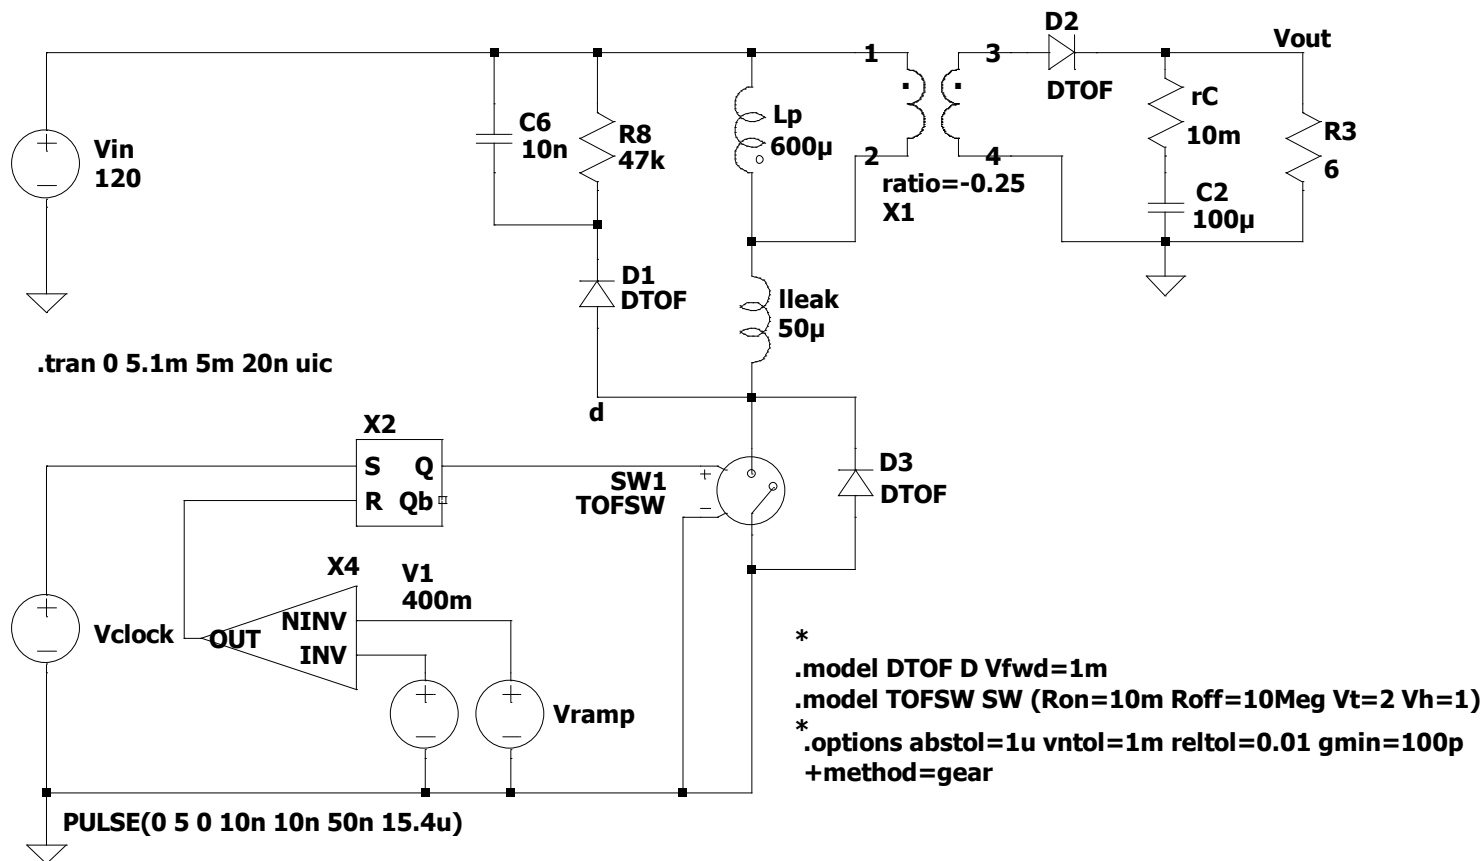 D2
Vout
1
3
DTOF
rC
10m
C6
10n
R8
47k
Lp
600µ
R3
6
Vin
120
2
4
ratio=-0.25
X1
C2
100µ
D1
DTOF
lleak
50µ
.tran 0 5.1m 5m 20n uic
d
X2
S Q
R Qb
SW1
TOFSW
D3
DTOF
X4
V1
400m
NINV
OUT
INV
Vclock
Vramp
*
.model DTOF D Vfwd=1m
.model TOFSW SW (Ron=10m Roff=10Meg Vt=2 Vh=1)
*
.options abstol=1u vntol=1m reltol=0.01 gmin=100p
+method=gear
PULSE(0 5 0 10n 10n 50n 15.4u)